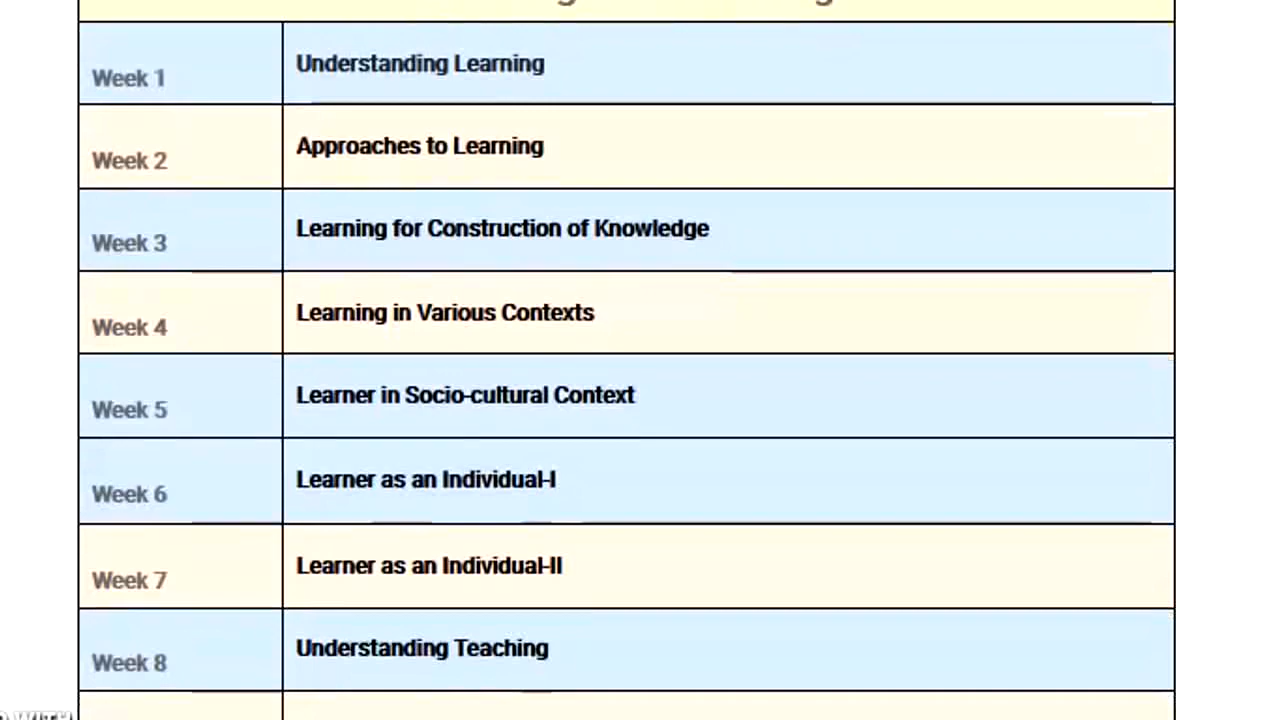 Week 1 Understanding Learning
Week 2 Approaches to Learning
Week 3 Learning for Construction of Knowledge
Week 4 Learning in Various Contexts
Week 5 Learner in Socio-cultural Context
Week 6 Learner as an Individual-I
Week 7 Learner as an Individual-II
Week 8 Understanding Teaching
WITH